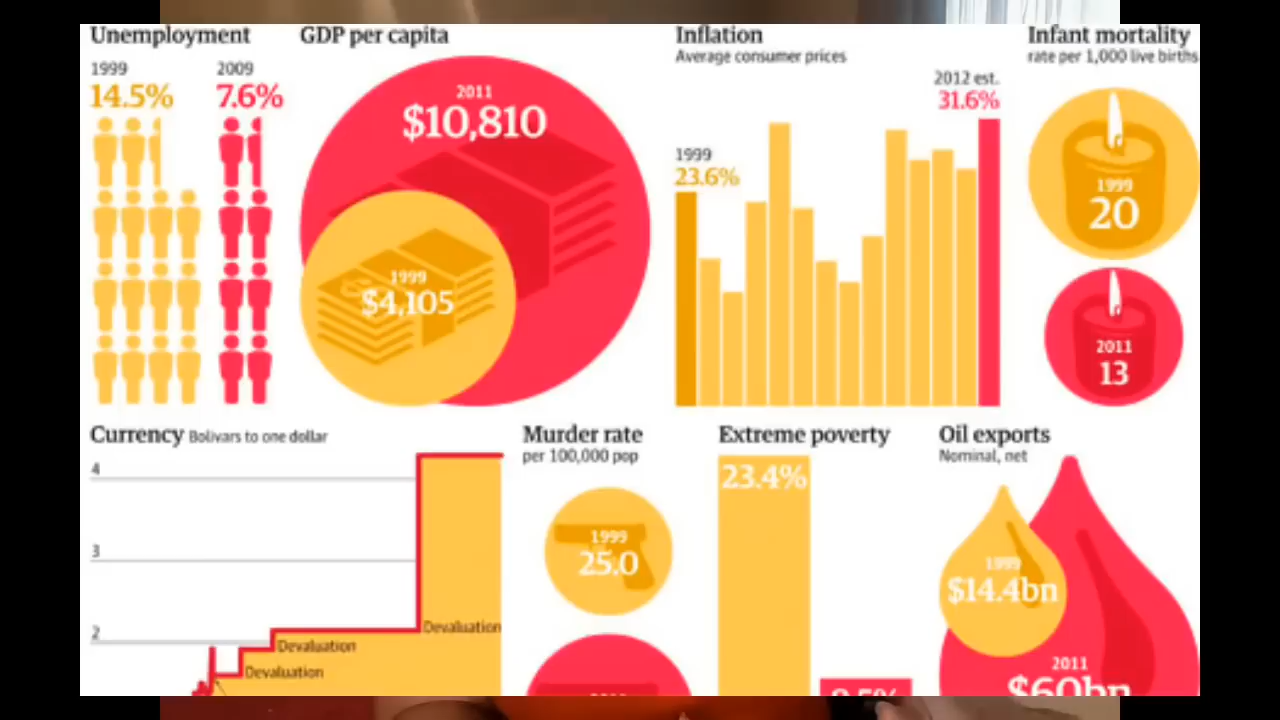 Unemployment
1999
14.5%
2009
7.6%
GDP per capita
2011
$10,810
1999
$4,105
Inflation
Average consumer prices
1999
23.6%
2012 est.
31.6%
Infant mortality
rate per 1,000 live births
1999
20
2011
13
Currency Bolivars to one dollar
4
3
2
Devaluation
Devaluation
Devaluation
Murder rate
per 100,000 pop
1999
25.0
Extreme poverty
23.4%
Oil exports
Nominal, net
1999
$14.4bn
2011
$60bn